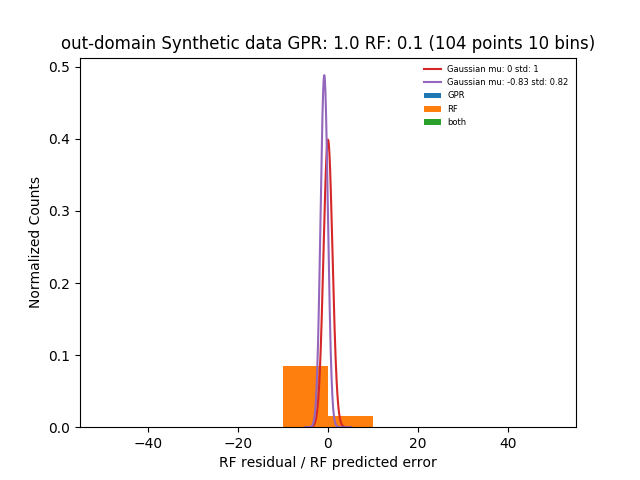 out-domain Synthetic data GPR: 1.0 RF: 0.1 (104 points 10 bins)
Gaussian mu: 0 std: 1
Gaussian mu: -0.83 std: 0.82
GPR
RF
both
0.5
0.4
0.3
0.2
0.1
0.0
Normalized Counts
−40 −20 0 20 40
RF residual / RF predicted error